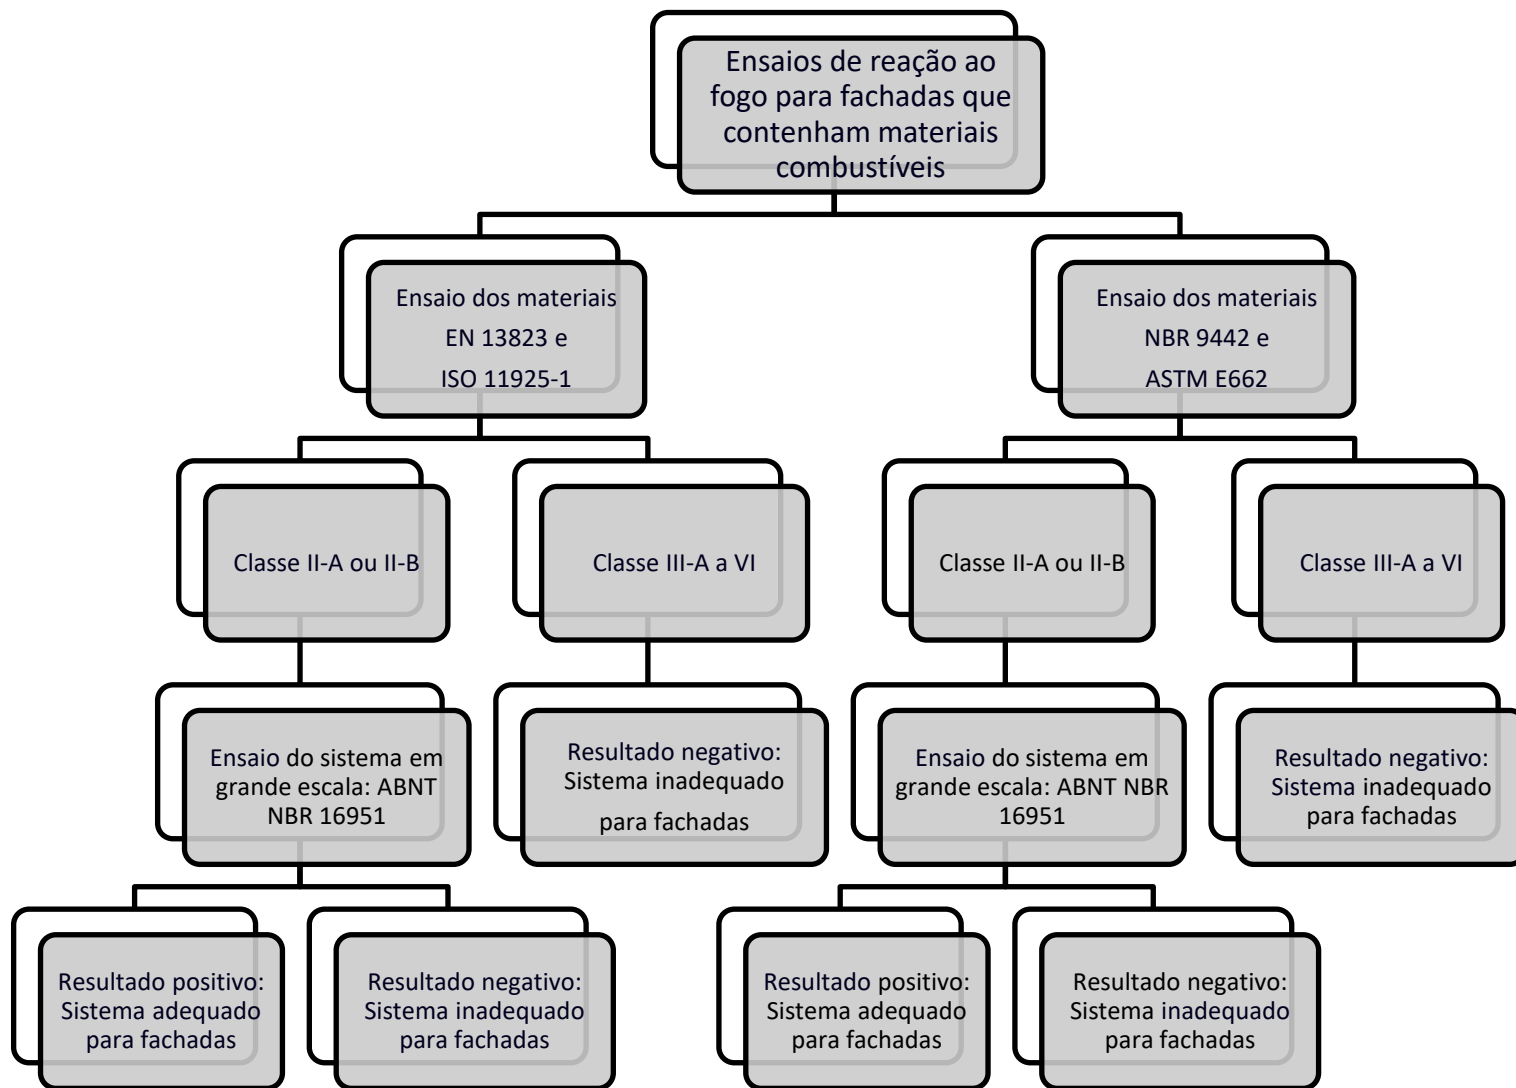 Ensaios de reação ao
fogo para fachadas que
contenham materiais
combustíveis
Ensaio dos materiais
EN 13823 e
ISO 11925-1
Ensaio dos materiais
NBR 9442 e
ASTM E662
Classe II-A ou II-B
Classe III-A a VI
Classe II-A ou II-B
Classe III-A a VI
Ensaio do sistema em
grande escala: ABNT
NBR 16951
Resultado negativo:
Sistema inadequado
para fachadas
Ensaio do sistema em
grande escala: ABNT NBR
16951
Resultado negativo:
Sistema inadequado
para fachadas
Resultado positivo:
Sistema adequado
para fachadas
Resultado negativo:
Sistema inadequado
para fachadas
Resultado positivo:
Sistema adequado
para fachadas
Resultado negativo:
Sistema inadequado
para fachadas